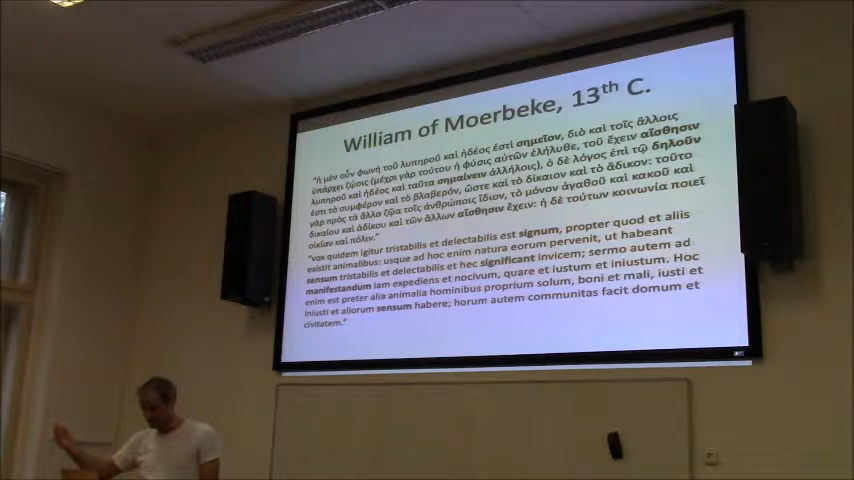 William of Moerbeke, 13th C.
"ἡ μὲν οὖν φωνὴ τοῦ λυπηροῦ καὶ ἡδέος ἐστὶ σημεῖον, διὸ καὶ τοῖς ἄλλοις
ὑπάρχει ζῴοις (μέχρι γὰρ τούτου ἡ φύσις αὐτῶν ἐλήλυθε, τοῦ ἔχειν αἴσθησιν
λυπηροῦ καὶ ἡδέος καὶ ταῦτα σημαίνειν ἀλλήλοις), ὁ δὲ λόγος ἐπὶ τῷ δηλοῦν
ἐστι τὸ συμφέρον καὶ τὸ βλαβερόν, ὥστε καὶ τὸ δίκαιον καὶ τὸ ἄδικον: τοῦτο
γὰρ πρὸς τὰ ἄλλα ζῷα τοῖς ἀνθρώποις ἴδιον, τὸ μόνον ἀγαθοῦ καὶ κακοῦ καὶ
δικαίου καὶ ἀδίκου καὶ τῶν ἄλλων αἴσθησιν ἔχειν: ἡ δὲ τούτων κοινωνία ποιεῖ
οἰκίαν καὶ πόλιν."
"vox quidem igitur tristabilis et delectabilis est signum, propter quod et aliis
existit animalibus: usque ad hoc enim natura eorum pervenit, ut habeant
sensum tristabilis et delectabilis et hec significant invicem; sermo autem ad
manifestandum iam expediens et nocivum, quare et iustum et iniustum. Hoc
enim est preter alia animalia hominibus proprium solum, boni et mali, iusti et
iniusti et aliorum sensum habere; horum autem communitas facit domum et
civitatem."